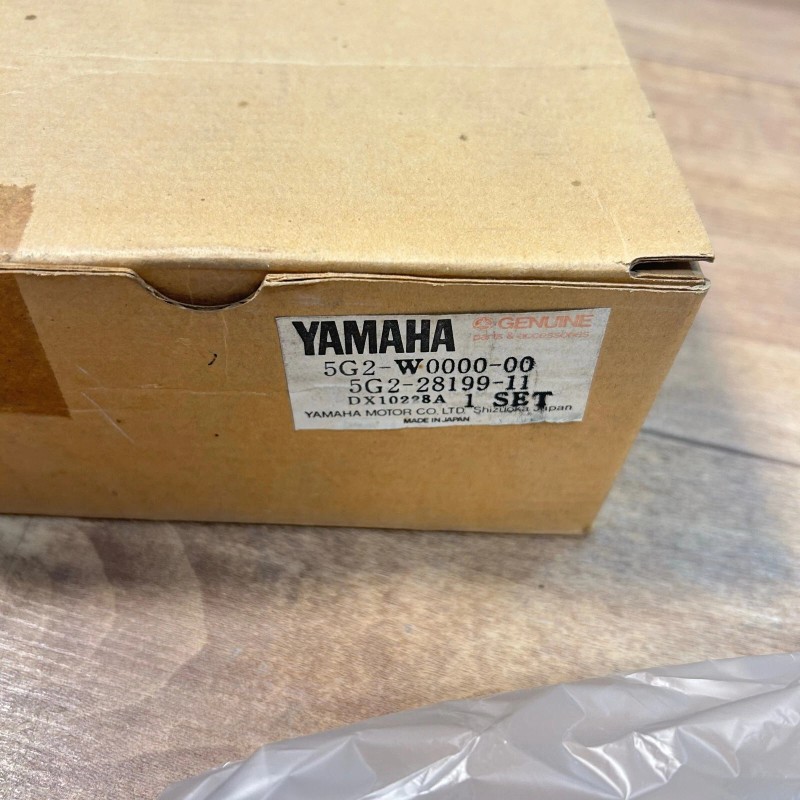 YAMAHA
GENUINE
parts & accessories
5G2-W0000-00
5G2-28199-11
DX10228A 1 SET
YAMAHA MOTOR CO. LTD. Shizuoka Japan
MADE IN JAPAN